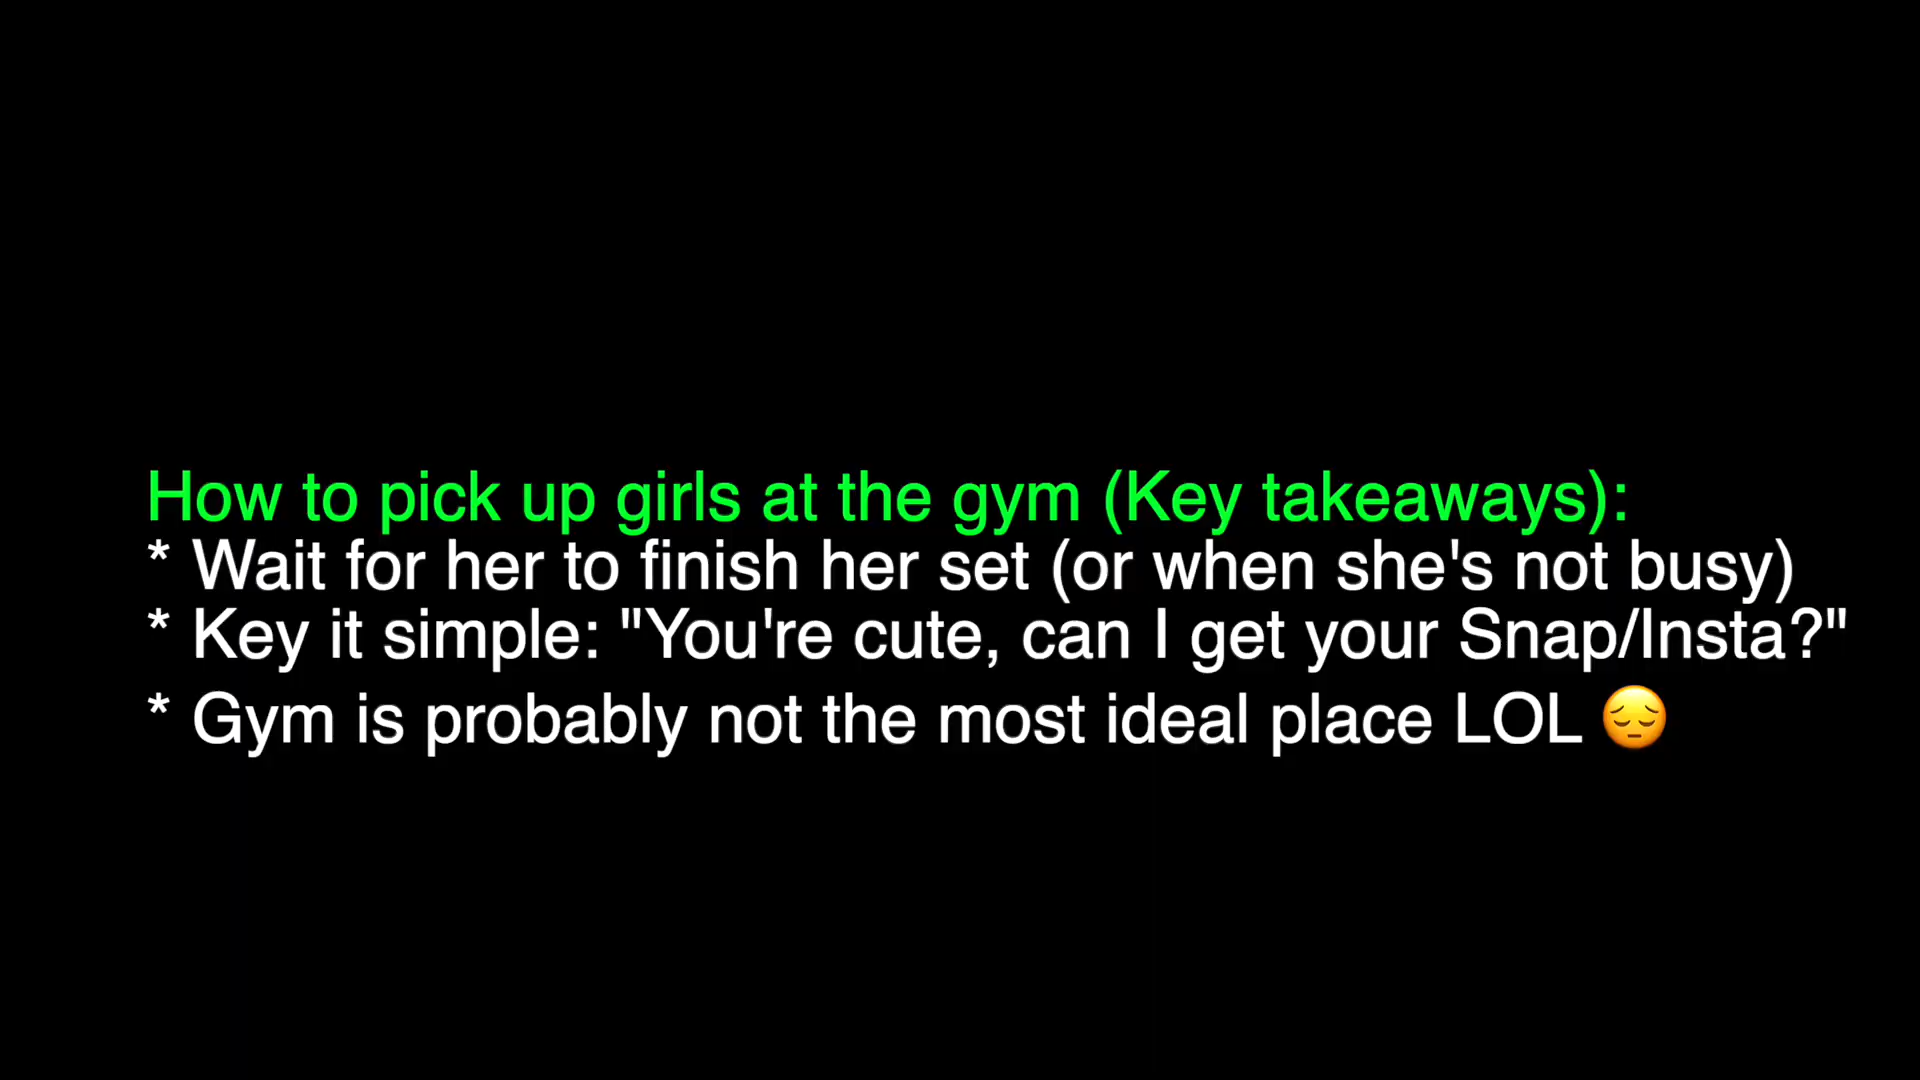 How to pick up girls at the gym (Key takeaways):
* Wait for her to finish her set (or when she's not busy)
* Key it simple: "You're cute, can I get your Snap/Insta?"
* Gym is probably not the most ideal place LOL 😔